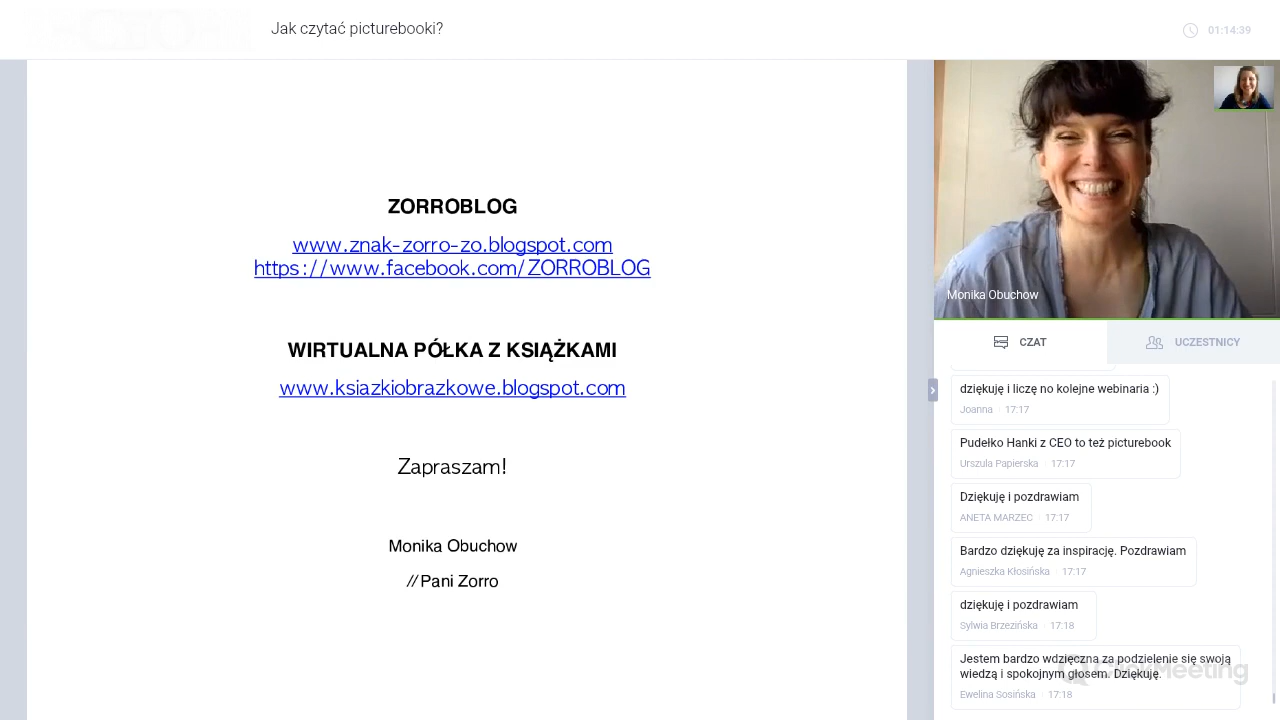 Jak czytać picturebooki?
01:14:39
ZORROBLOG
www.znak-zorro-zo.blogspot.com
https://www.facebook.com/ZORROBLOG
WIRTUALNA PÓŁKA Z KSIĄŻKAMI
www.ksiazkiobrazkowe.blogspot.com
Zapraszam!
Monika Obuchow
//Pani Zorro
Monika Obuchow
CZAT
UCZESTNICY
dziękuję i liczę no kolejne webinaria :)
Joanna 17:17
Pudełko Hanki z CEO to też picturebook
Urszula Papierska 17:17
Dziękuję i pozdrawiam
ANETA MARZEC 17:17
Bardzo dziękuję za inspirację. Pozdrawiam
Agnieszka Kłosińska 17:17
dziękuję i pozdrawiam
Sylwia Brzezińska 17:18
Jestem bardzo wdzięczna za podzielenie się swoją
wiedzą i spokojnym głosem. Dziękuję.
Ewelina Sosińska 17:18
ClickMeeting